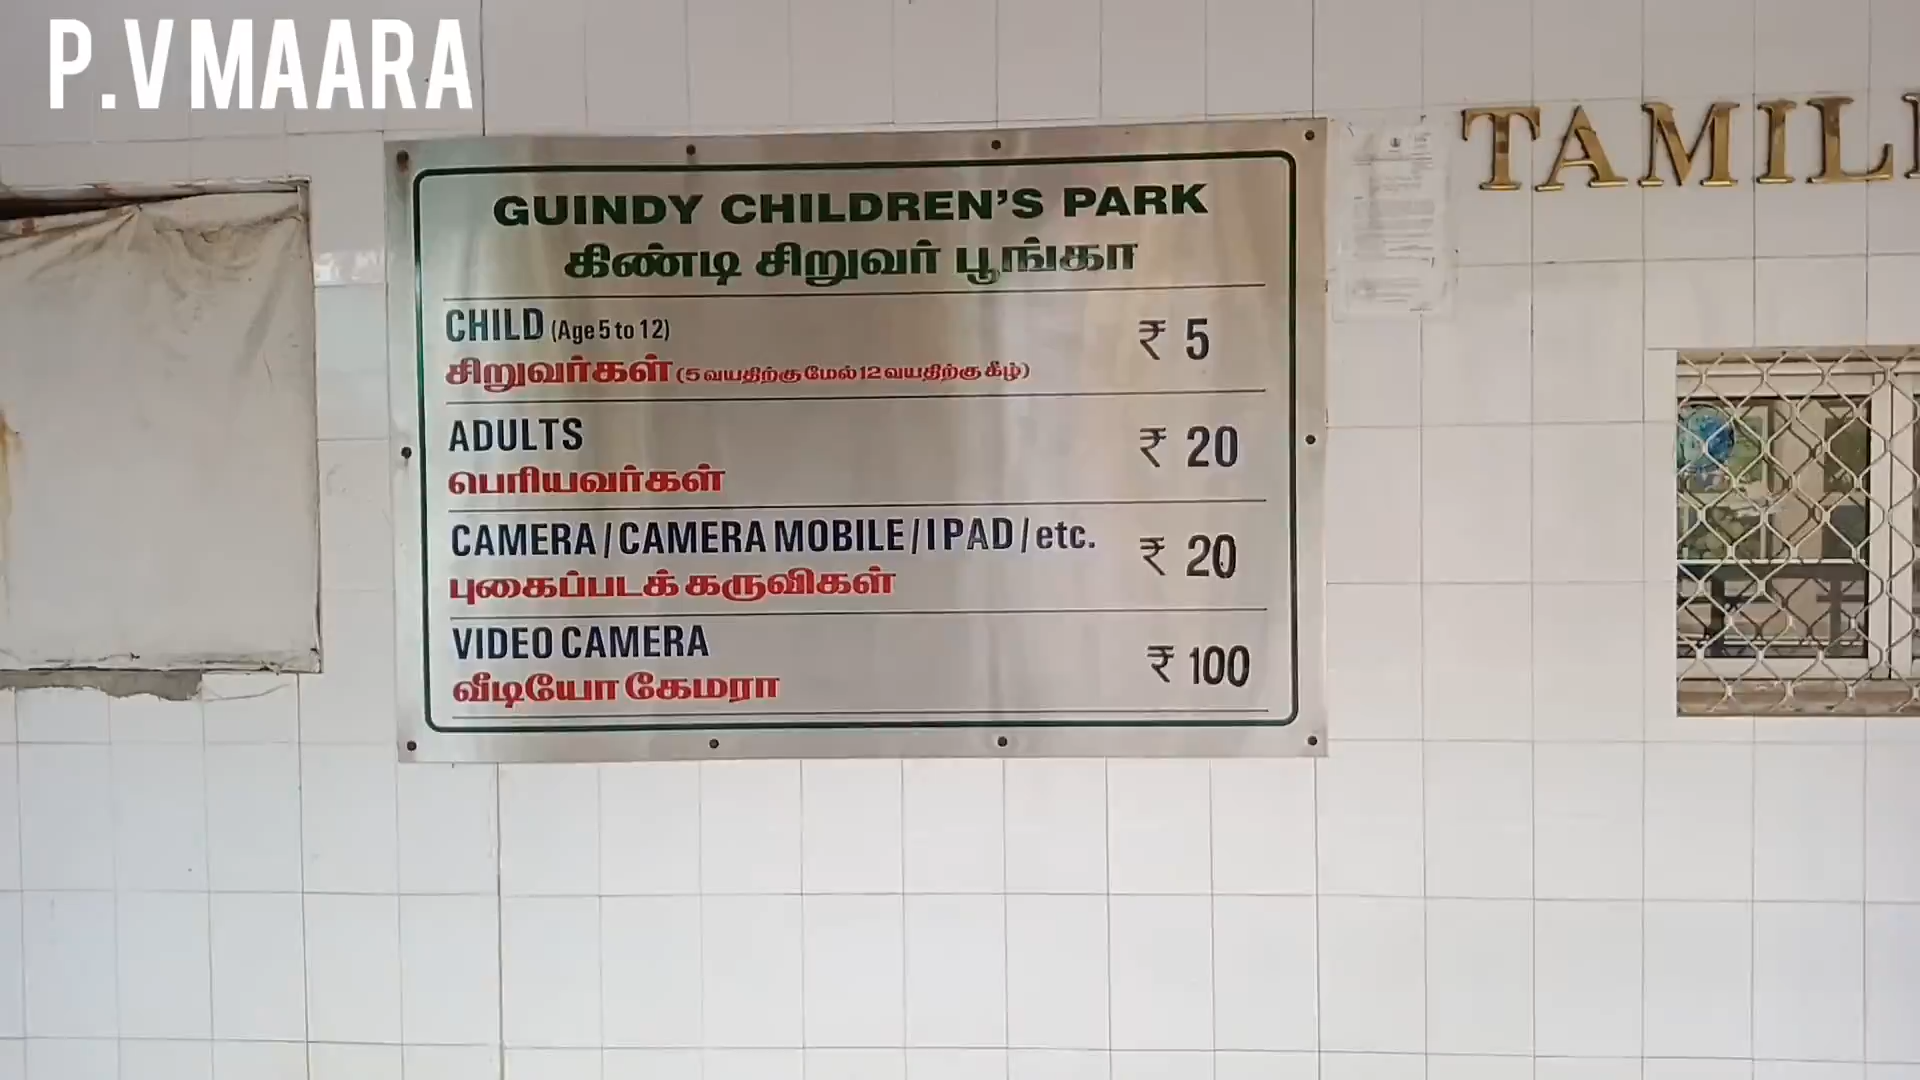 P.V MAARA
TAMIL
GUINDY CHILDREN'S PARK
கிண்டி சிறுவர் பூங்கா
CHILD (Age 5 to 12)
₹ 5
சிறுவர்கள் (5 வயதிற்கு மேல் 12 வயதிற்கு கீழ்)
ADULTS
₹ 20
பெரியவர்கள்
CAMERA / CAMERA MOBILE / I PAD / etc.
₹ 20
புகைப்படக் கருவிகள்
VIDEO CAMERA
₹ 100
வீடியோ கேமரா